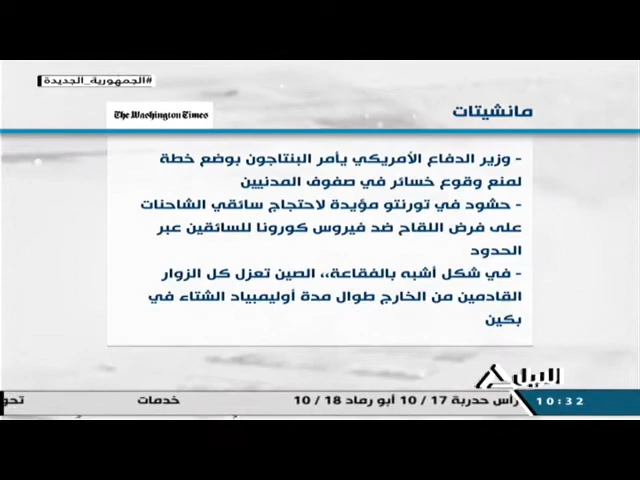 #الجمهورية_الجديدة
مانشيتات
The Washington Times
- وزير الدفاع الأمريكي يأمر البنتاجون بوضع خطة
لمنع وقوع خسائر في صفوف المدنيين
- حشود في تورنتو مؤيدة لاحتجاج سائقي الشاحنات
على فرض اللقاح ضد فيروس كورونا للسائقين عبر
الحدود
- في شكل أشبه بالفقاعة،، الصين تعزل كل الزوار
القادمين من الخارج طوال مدة أوليمبياد الشتاء في
بكين
النيل
10:32
رأس حدربة 17 / 10 أبو رماد 18 / 10
خدمات